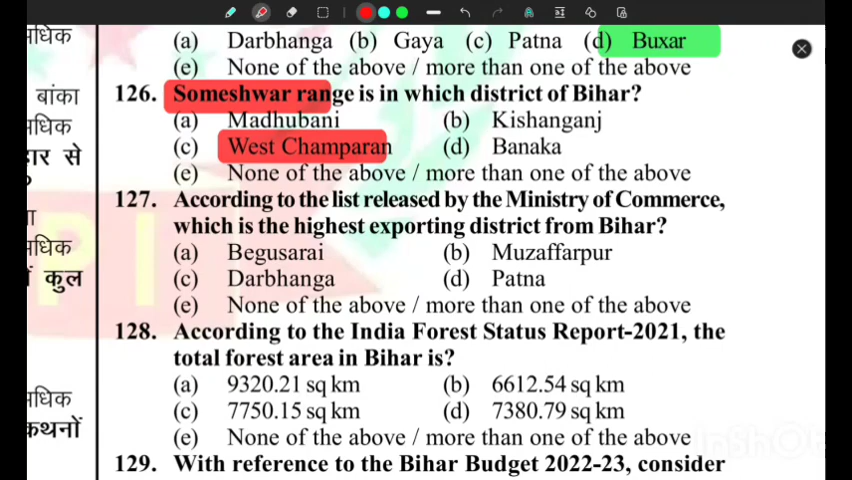 मधिक
बांका
मधिक
हार से
मधिक
कुल
मधिक
कथनों
(a) Darbhanga (b) Gaya (c) Patna (d) Buxar
(e) None of the above / more than one of the above
126. Someshwar range is in which district of Bihar?
(a) Madhubani (b) Kishanganj
(c) West Champaran (d) Banaka
(e) None of the above / more than one of the above
127. According to the list released by the Ministry of Commerce,
which is the highest exporting district from Bihar?
(a) Begusarai (b) Muzaffarpur
(c) Darbhanga (d) Patna
(e) None of the above / more than one of the above
128. According to the India Forest Status Report-2021, the
total forest area in Bihar is?
(a) 9320.21 sq km (b) 6612.54 sq km
(c) 7750.15 sq km (d) 7380.79 sq km
(e) None of the above / more than one of the above
129. With reference to the Bihar Budget 2022-23, consider
InShOt